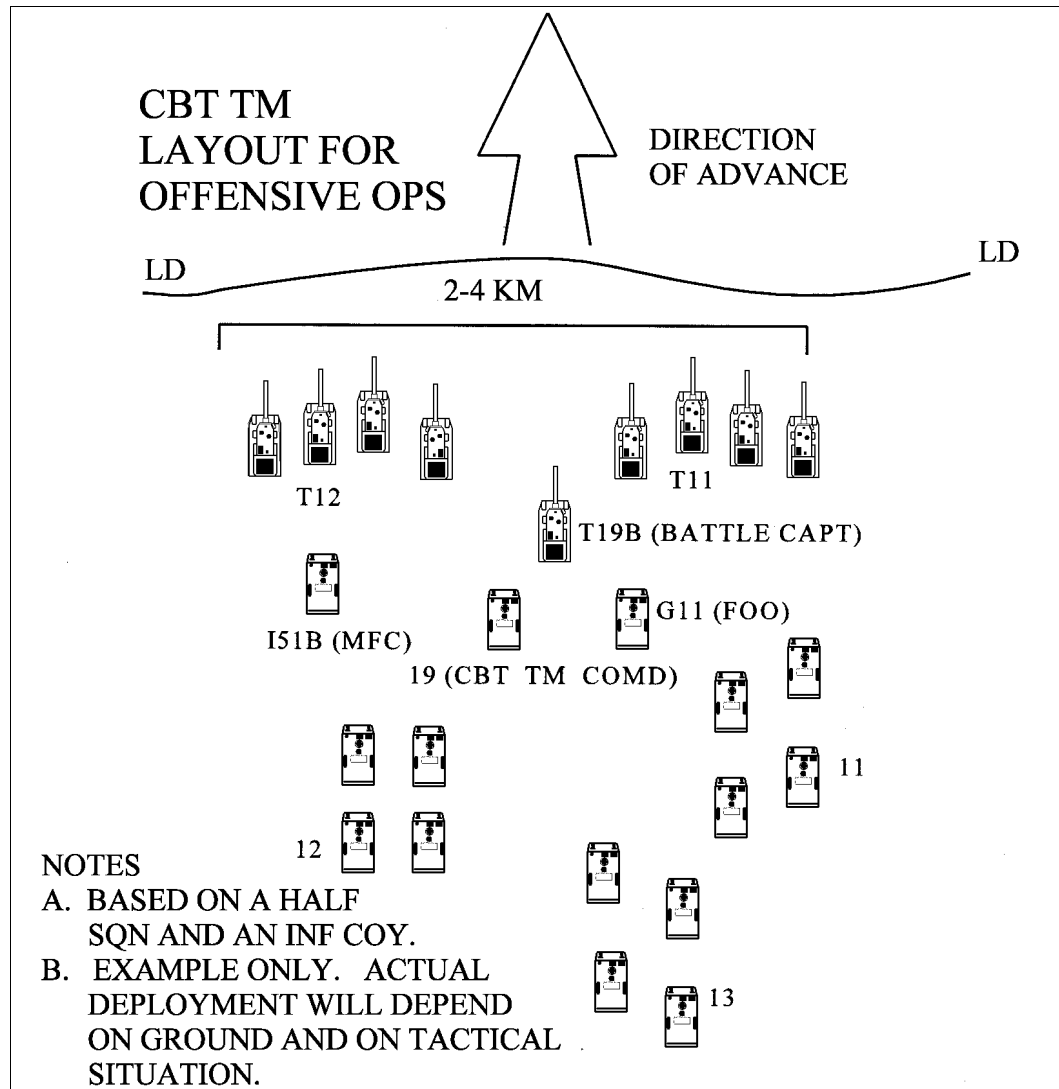 CBT TM
LAYOUT FOR
OFFENSIVE OPS
DIRECTION
OF ADVANCE
LD
LD
2-4 KM
T12
T11
T19B (BATTLE CAPT)
I51B (MFC)
G11 (FOO)
19 (CBT TM COMD)
11
12
13
NOTES
A. BASED ON A HALF
SQN AND AN INF COY.
B. EXAMPLE ONLY. ACTUAL
DEPLOYMENT WILL DEPEND
ON GROUND AND ON TACTICAL
SITUATION.